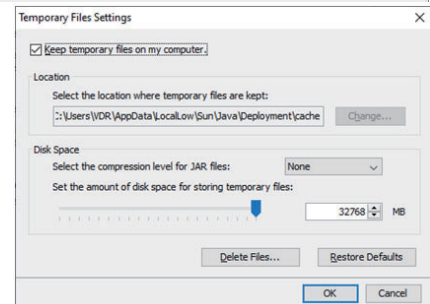 Temporary Files Settings
Keep temporary files on my computer.
Location
Select the location where temporary files are kept:
:\Users\VDR\AppData\LocalLow\Sun\Java\Deployment\cache
Change...
Disk Space
Select the compression level for JAR files:
None
Set the amount of disk space for storing temporary files:
32768 MB
Delete Files...
Restore Defaults
OK
Cancel